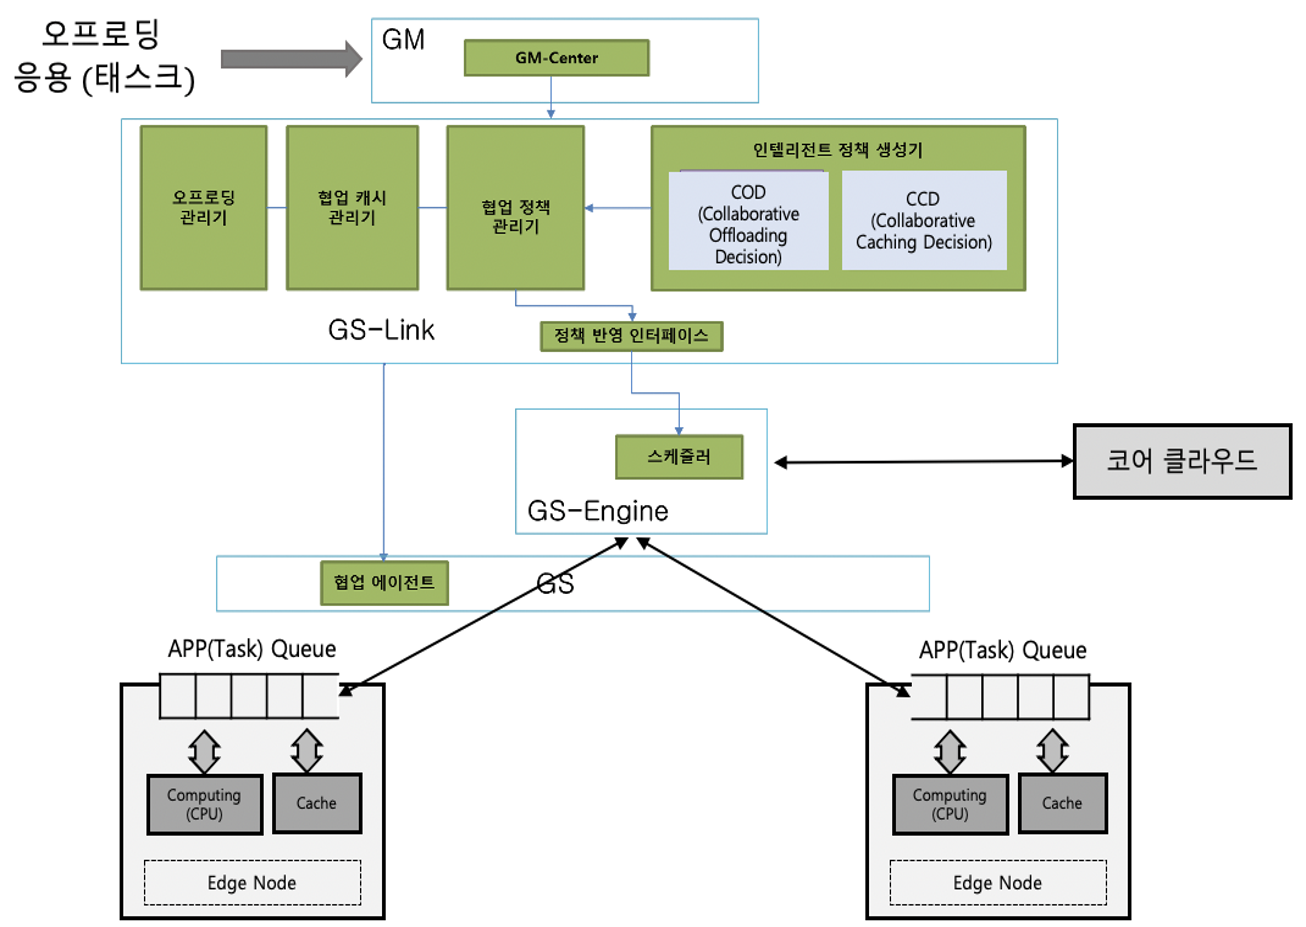 오프로딩
응용 (태스크)
GM
GM-Center
오프로딩
관리기
협업 캐시
관리기
협업 정책
관리기
인텔리전트 정책 생성기
COD
(Collaborative
Offloading
Decision)
CCD
(Collaborative
Caching Decision)
GS-Link
정책 반영 인터페이스
스케줄러
GS-Engine
코어 클라우드
협업 에이전트
GS
APP(Task) Queue
Computing
(CPU)
Cache
Edge Node
APP(Task) Queue
Computing
(CPU)
Cache
Edge Node